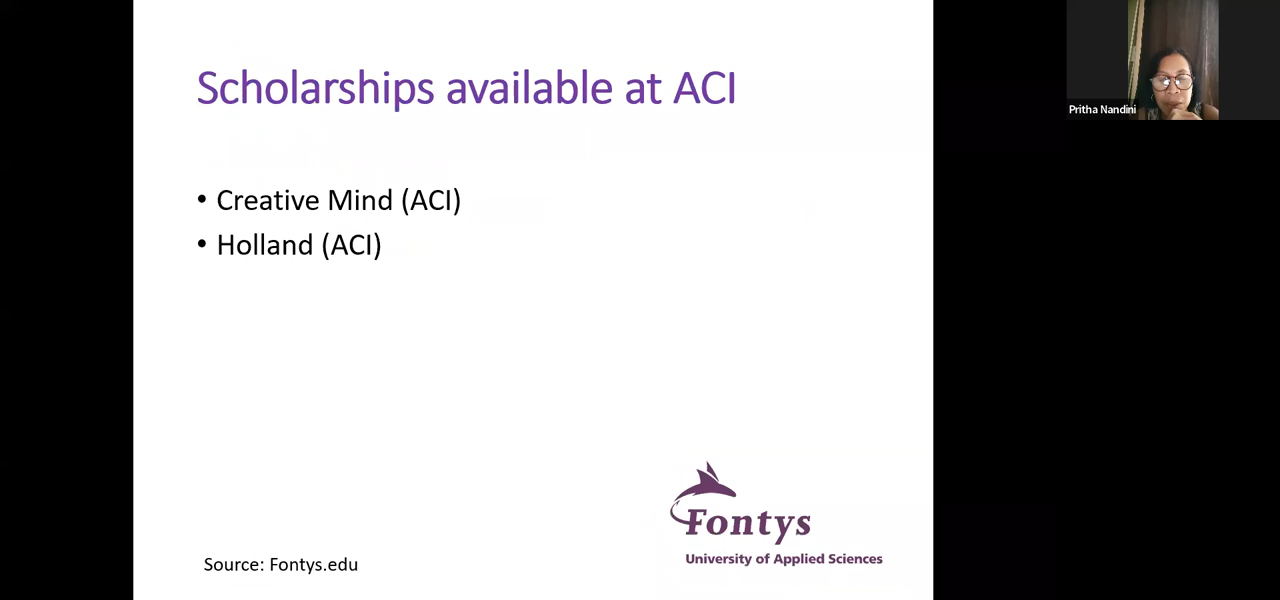 Scholarships available at ACI
• Creative Mind (ACI)
• Holland (ACI)
Source: Fontys.edu
Fontys
University of Applied Sciences
Pritha Nandini